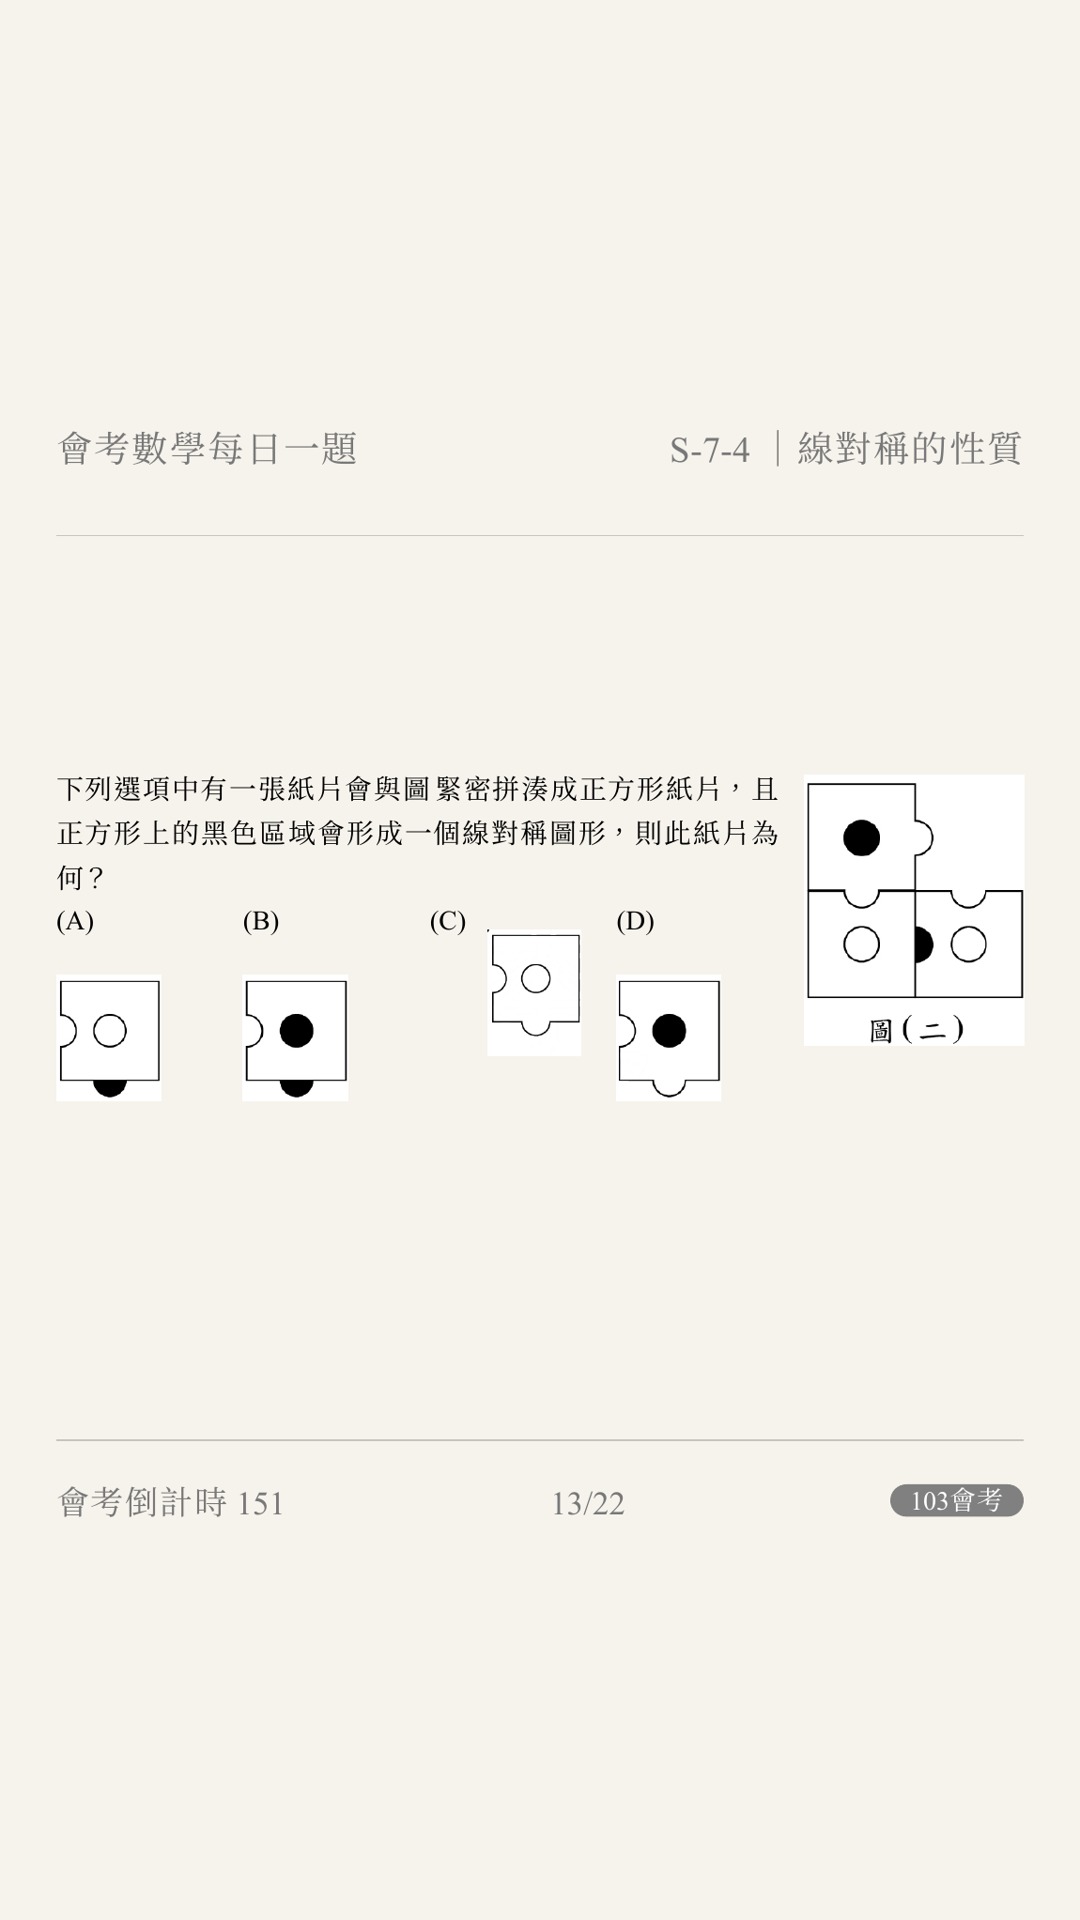 會考數學每日一題
S-7-4 │線對稱的性質
下列選項中有一張紙片會與圖 緊密拼湊成正方形紙片，且
正方形上的黑色區域會形成一個線對稱圖形，則此紙片為
何？
(A) (B) (C) (D)
圖(二)
會考倒計時 151
13/22
103會考